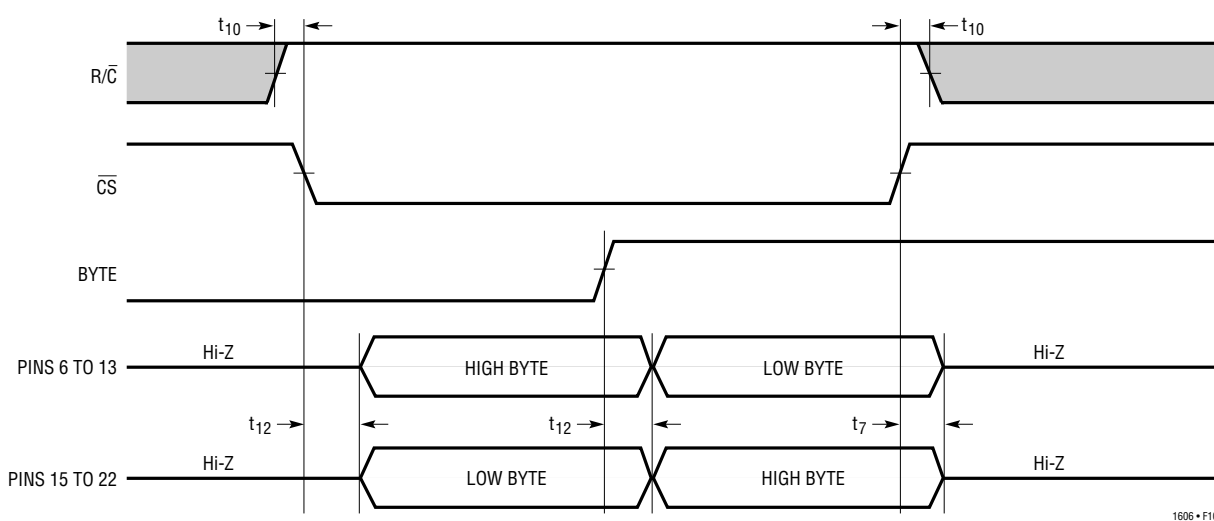 t10
t10
R/C̅
C̅S̅
BYTE
PINS 6 TO 13
Hi-Z
HIGH BYTE
LOW BYTE
Hi-Z
t12
t12
t7
PINS 15 TO 22
Hi-Z
LOW BYTE
HIGH BYTE
Hi-Z